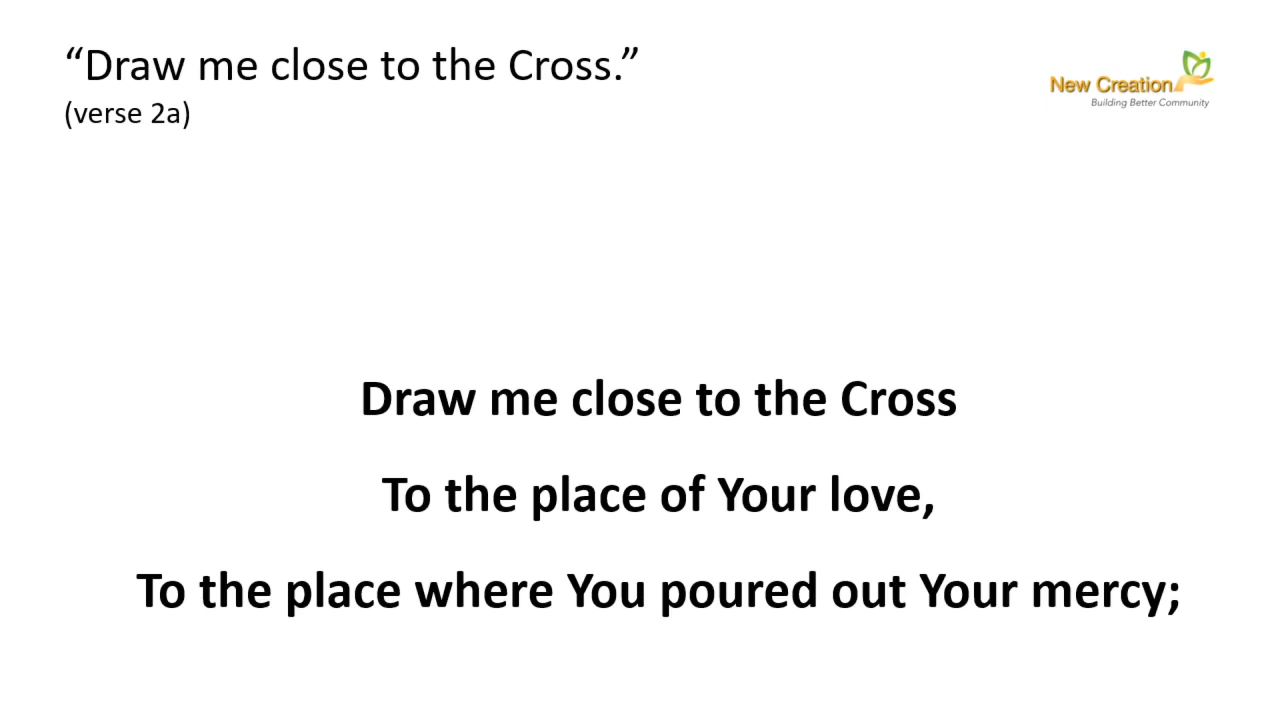 “Draw me close to the Cross.”
(verse 2a)
New Creation
Building Better Community
Draw me close to the Cross
To the place of Your love,
To the place where You poured out Your mercy;